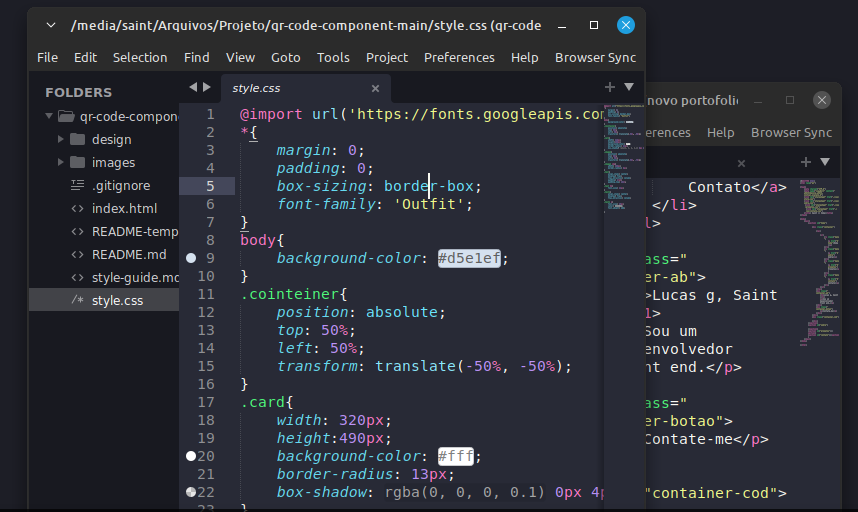 /media/saint/Arquivos/Projeto/qr-code-component-main/style.css (qr-code
File Edit Selection Find View Goto Tools Project Preferences Help Browser Sync
FOLDERS
qr-code-compon
design
images
.gitignore
index.html
README-temp
README.md
style-guide.md
style.css
style.css
1 @import url('https://fonts.googleapis.con
2 *{
3 margin: 0;
4 padding: 0;
5 box-sizing: border-box;
6 font-family: 'Outfit';
7 }
8 body{
9 background-color: #d5e1ef;
10 }
11 .cointeiner{
12 position: absolute;
13 top: 50%;
14 left: 50%;
15 transform: translate(-50%, -50%);
16 }
17 .card{
18 width: 320px;
19 height:490px;
20 background-color: #fff;
21 border-radius: 13px;
22 box-shadow: rgba(0, 0, 0, 0.1) 0px 4p
23 }
novo portofolio
erences Help Browser Sync
Contato</a>
</li>
l>
ass="
er-ab">
>Lucas g, Saint
1>
Sou um
envolvedor
nt end.</p>
ass="
er-botao">
Contate-me</p>
"container-cod">